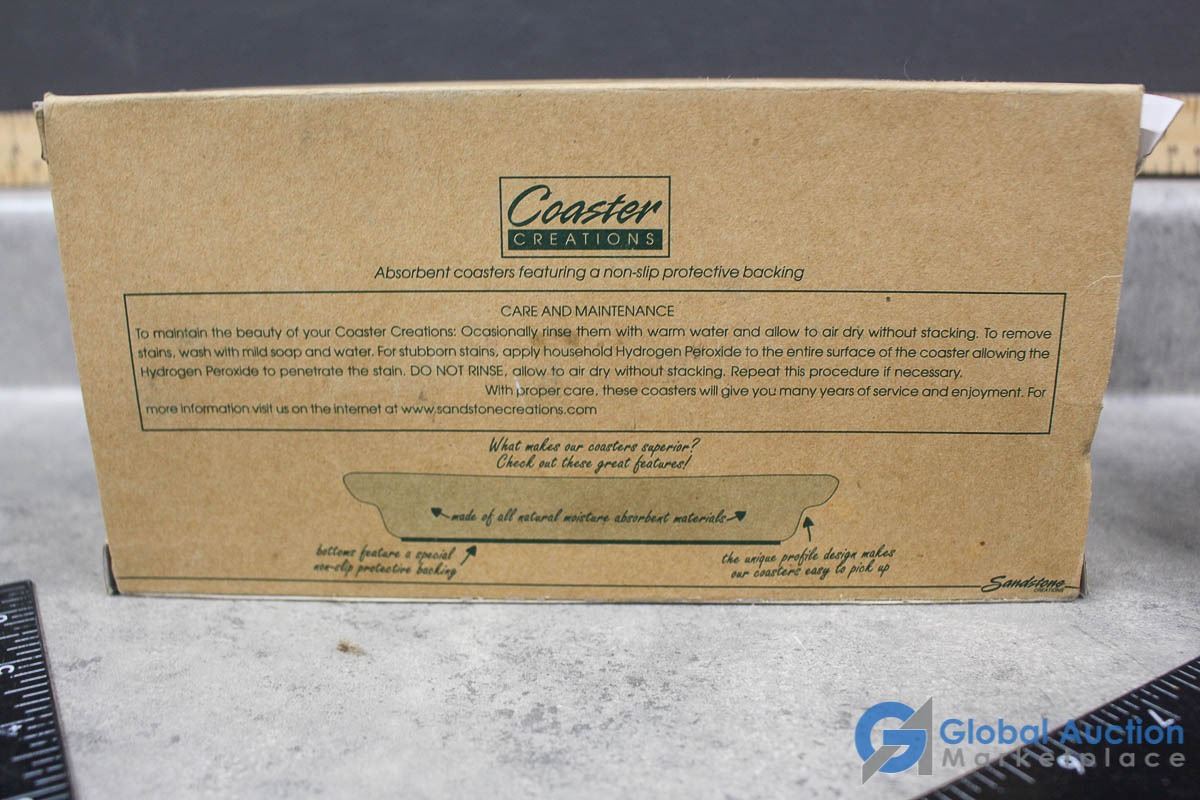 Coaster
CREATIONS
Absorbent coasters featuring a non-slip protective backing
CARE AND MAINTENANCE
To maintain the beauty of your Coaster Creations: Ocasionally rinse them with warm water and allow to air dry without stacking. To remove
stains, wash with mild soap and water. For stubborn stains, apply household Hydrogen Peroxide to the entire surface of the coaster allowing the
Hydrogen Peroxide to penetrate the stain. DO NOT RINSE, allow to air dry without stacking. Repeat this procedure if necessary.
With proper care, these coasters will give you many years of service and enjoyment. For
more information visit us on the internet at www.sandstonecreations.com
What makes our coasters superior?
Check out these great features!
made of all natural moisture absorbent materials
bottoms feature a special
non-slip protective backing
the unique profile design makes
our coasters easy to pick up
Sandstone
CREATIONS
Global Auction
Marketplace